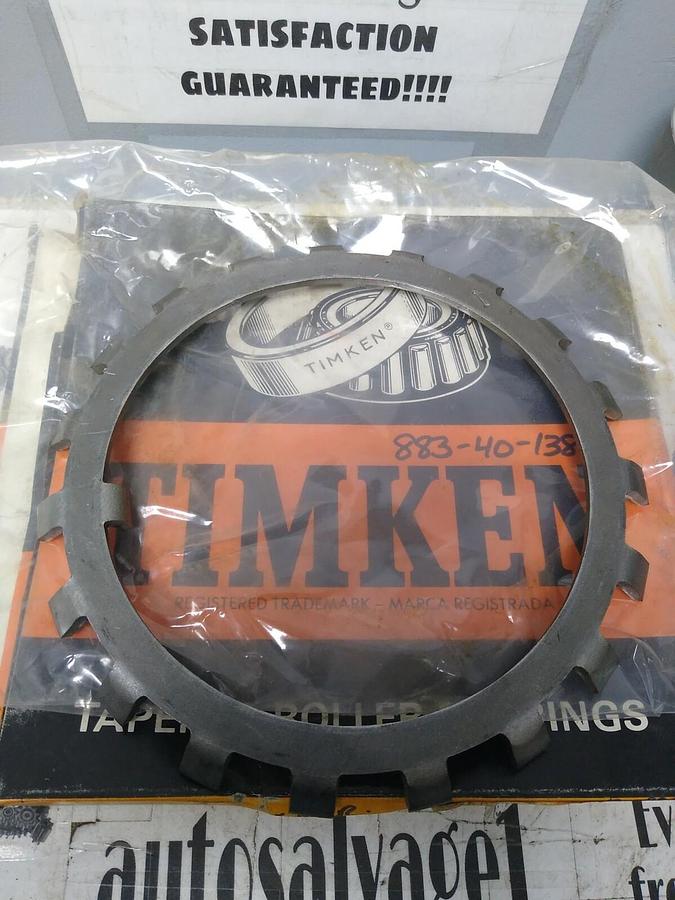 SATISFACTION
GUARANTEED!!!!
TIMKEN®
883-40-138
TIMKEN
REGISTERED TRADEMARK – MARCA REGISTRADA
autosalvage1